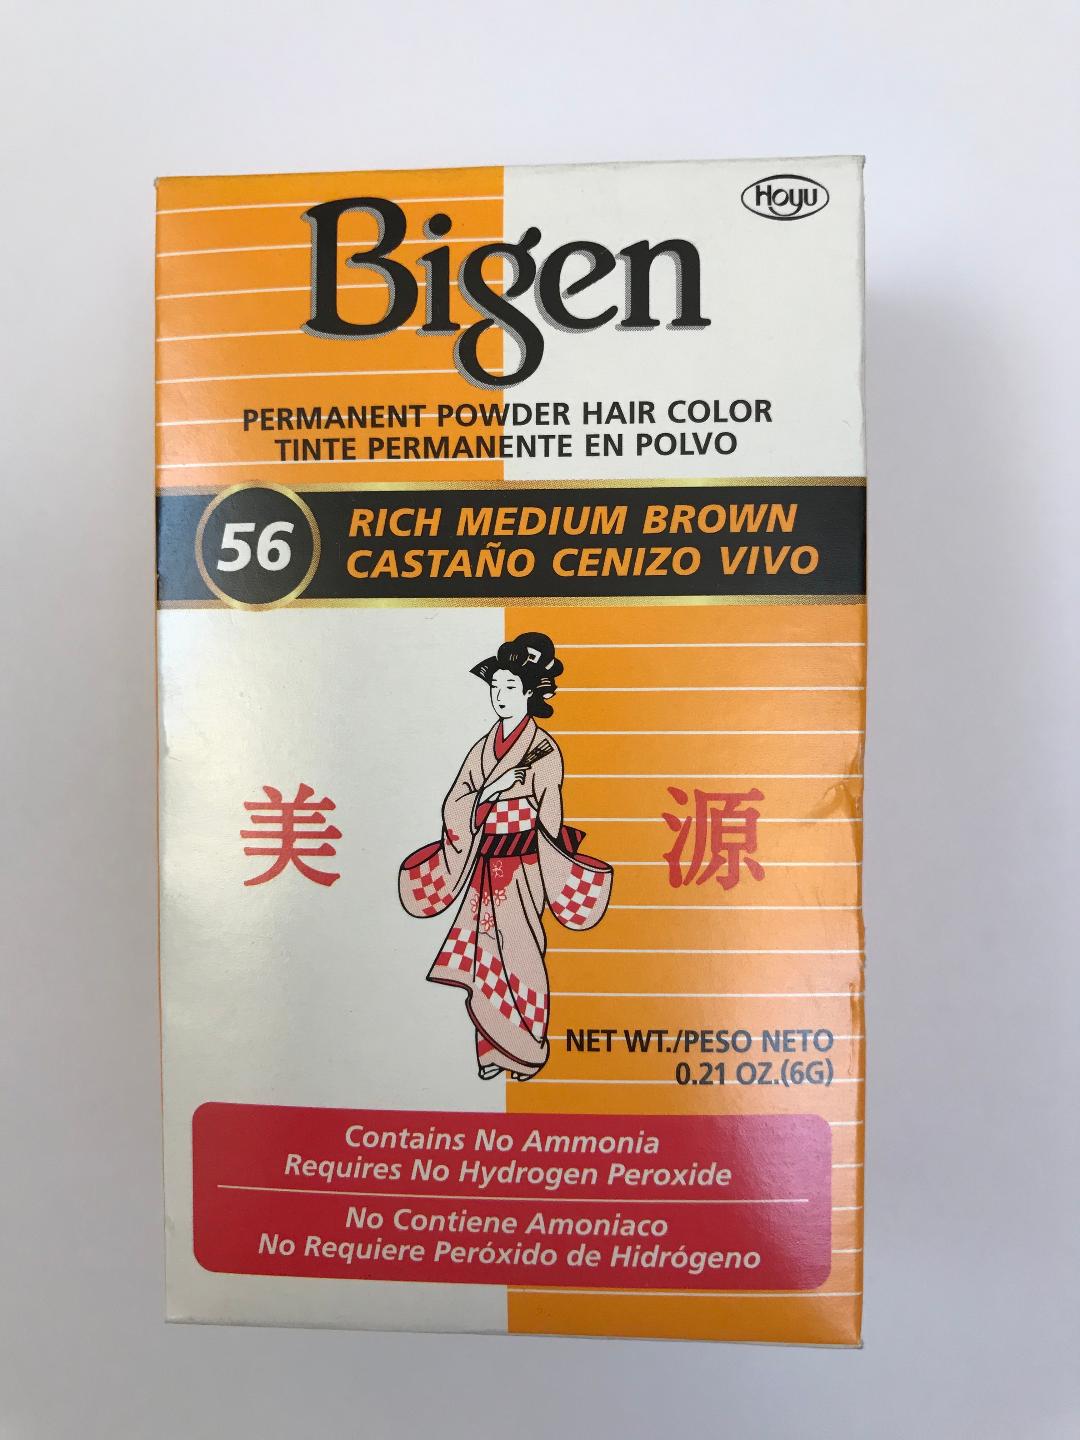 Hoyu
Bigen
PERMANENT POWDER HAIR COLOR
TINTE PERMANENTE EN POLVO
56
RICH MEDIUM BROWN
CASTAÑO CENIZO VIVO
美 源
NET WT./PESO NETO
0.21 OZ.(6G)
Contains No Ammonia
Requires No Hydrogen Peroxide
No Contiene Amoniaco
No Requiere Peróxido de Hidrógeno